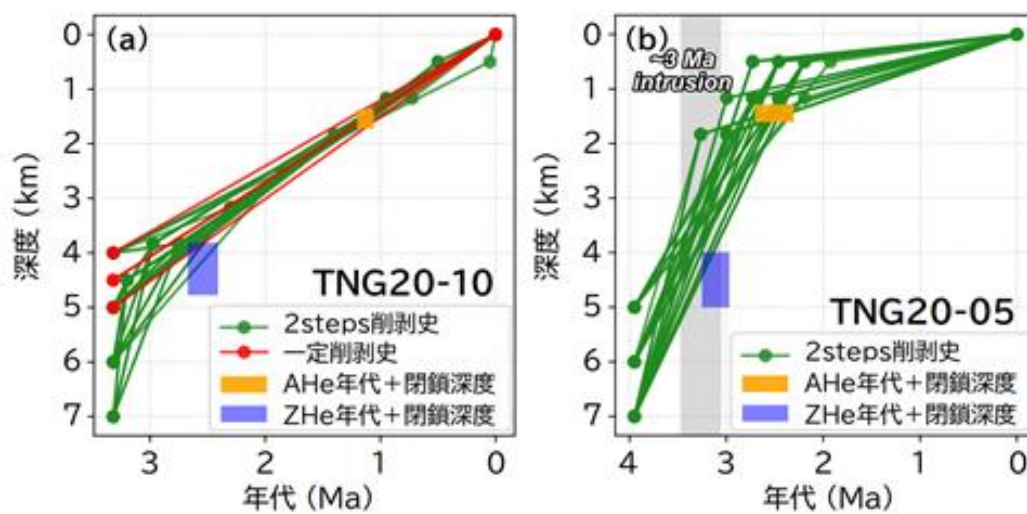 (a)
0
1
2
3
4
5
6
7
深度 (km)
3
2
1
0
年代 (Ma)
TNG20-10
2steps削剥史
一定削剥史
AHe年代+閉鎖深度
ZHe年代+閉鎖深度
(b)
~3 Ma
intrusion
0
1
2
3
4
5
6
7
深度 (km)
4
3
2
1
0
年代 (Ma)
TNG20-05
2steps削剥史
AHe年代+閉鎖深度
ZHe年代+閉鎖深度